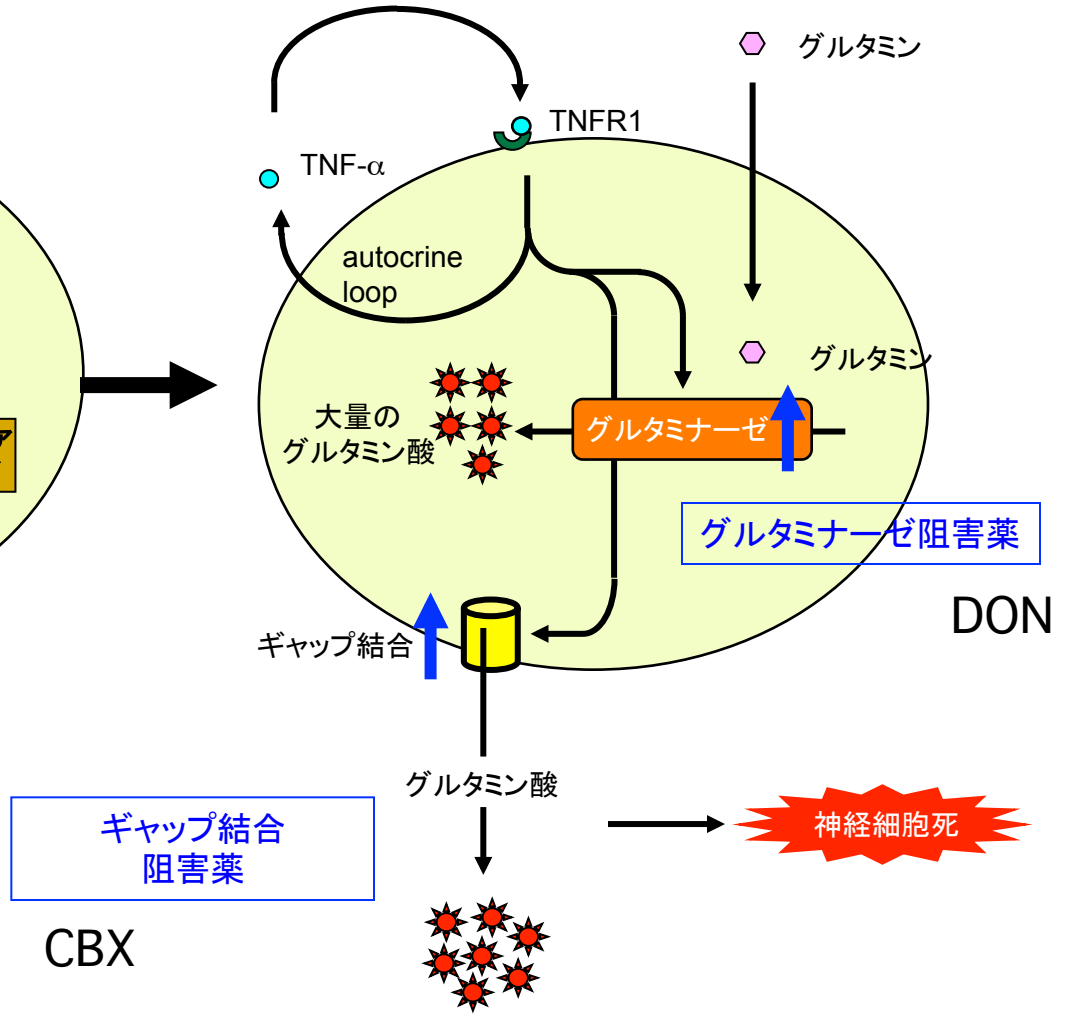 グルタミン
TNFR1
TNF-α
autocrine
loop
グルタミン
大量の
グルタミン酸
グルタミナーゼ
グルタミナーゼ阻害薬
DON
ギャップ結合
グルタミン酸
ギャップ結合
阻害薬
神経細胞死
CBX